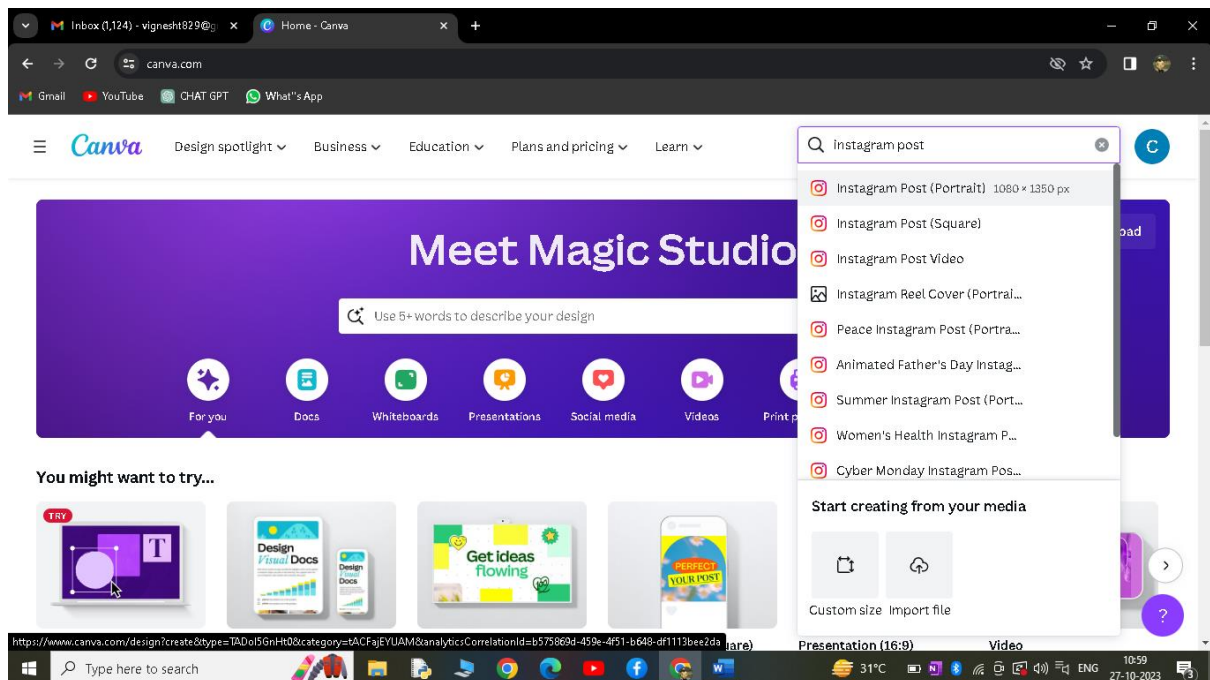 Inbox (1,124) - vignesht829@g
Home - Canva
canva.com
Gmail YouTube CHAT GPT What"s App
Canva Design spotlight Business Education Plans and pricing Learn
instagram post
C
Instagram Post (Portrait) 1080 × 1350 px
Instagram Post (Square)
Instagram Post Video
Instagram Reel Cover (Portrai...
Peace Instagram Post (Portra...
Animated Father's Day Instag...
Summer Instagram Post (Port...
Women's Health Instagram P...
Cyber Monday Instagram Pos...
Start creating from your media
Custom size Import file
Meet Magic Studio
oad
Use 5+ words to describe your design
For you Docs Whiteboards Presentations Social media Videos Print p
You might want to try...
TRY
T
Design
Visual Docs
Design
Visual
Docs
Get ideas
flowing
PERFECT
YOUR POST
?
https://www.canva.com/design?create&type=TADol5GnHt0&category=tACFajEYUAM&analyticsCorrelationId=b575869d-459e-4f51-b648-df1113bee2da
uare) Presentation (16:9) Video
Type here to search
31°C ENG 10:59
27-10-2023
3